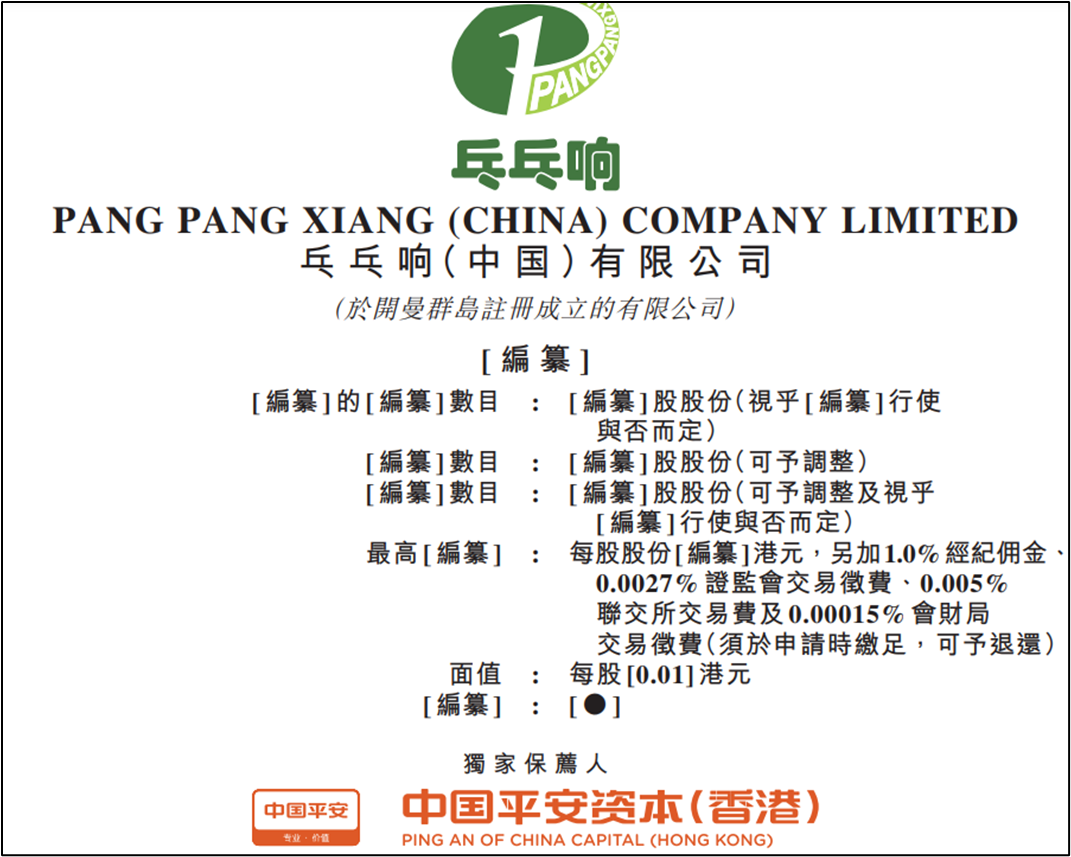 PANGPANGXI
乓乓响
PANG PANG XIANG (CHINA) COMPANY LIMITED
乓乓响(中国)有限公司
(於開曼群島註冊成立的有限公司)
[編纂]
[編纂]的[編纂]數目 : [編纂]股股份(視乎[編纂]行使
與否而定)
[編纂]數目 : [編纂]股股份(可予調整)
[編纂]數目 : [編纂]股股份(可予調整及視乎
[編纂]行使與否而定)
最高[編纂] : 每股股份[編纂]港元，另加1.0% 經紀佣金、
0.0027% 證監會交易徵費、0.005%
聯交所交易費及0.00015% 會財局
交易徵費(須於申請時繳足，可予退還)
面值 : 每股[0.01]港元
[編纂] : [●]
獨家保薦人
中国平安
专业·价值
中国平安资本(香港)
PING AN OF CHINA CAPITAL (HONG KONG)